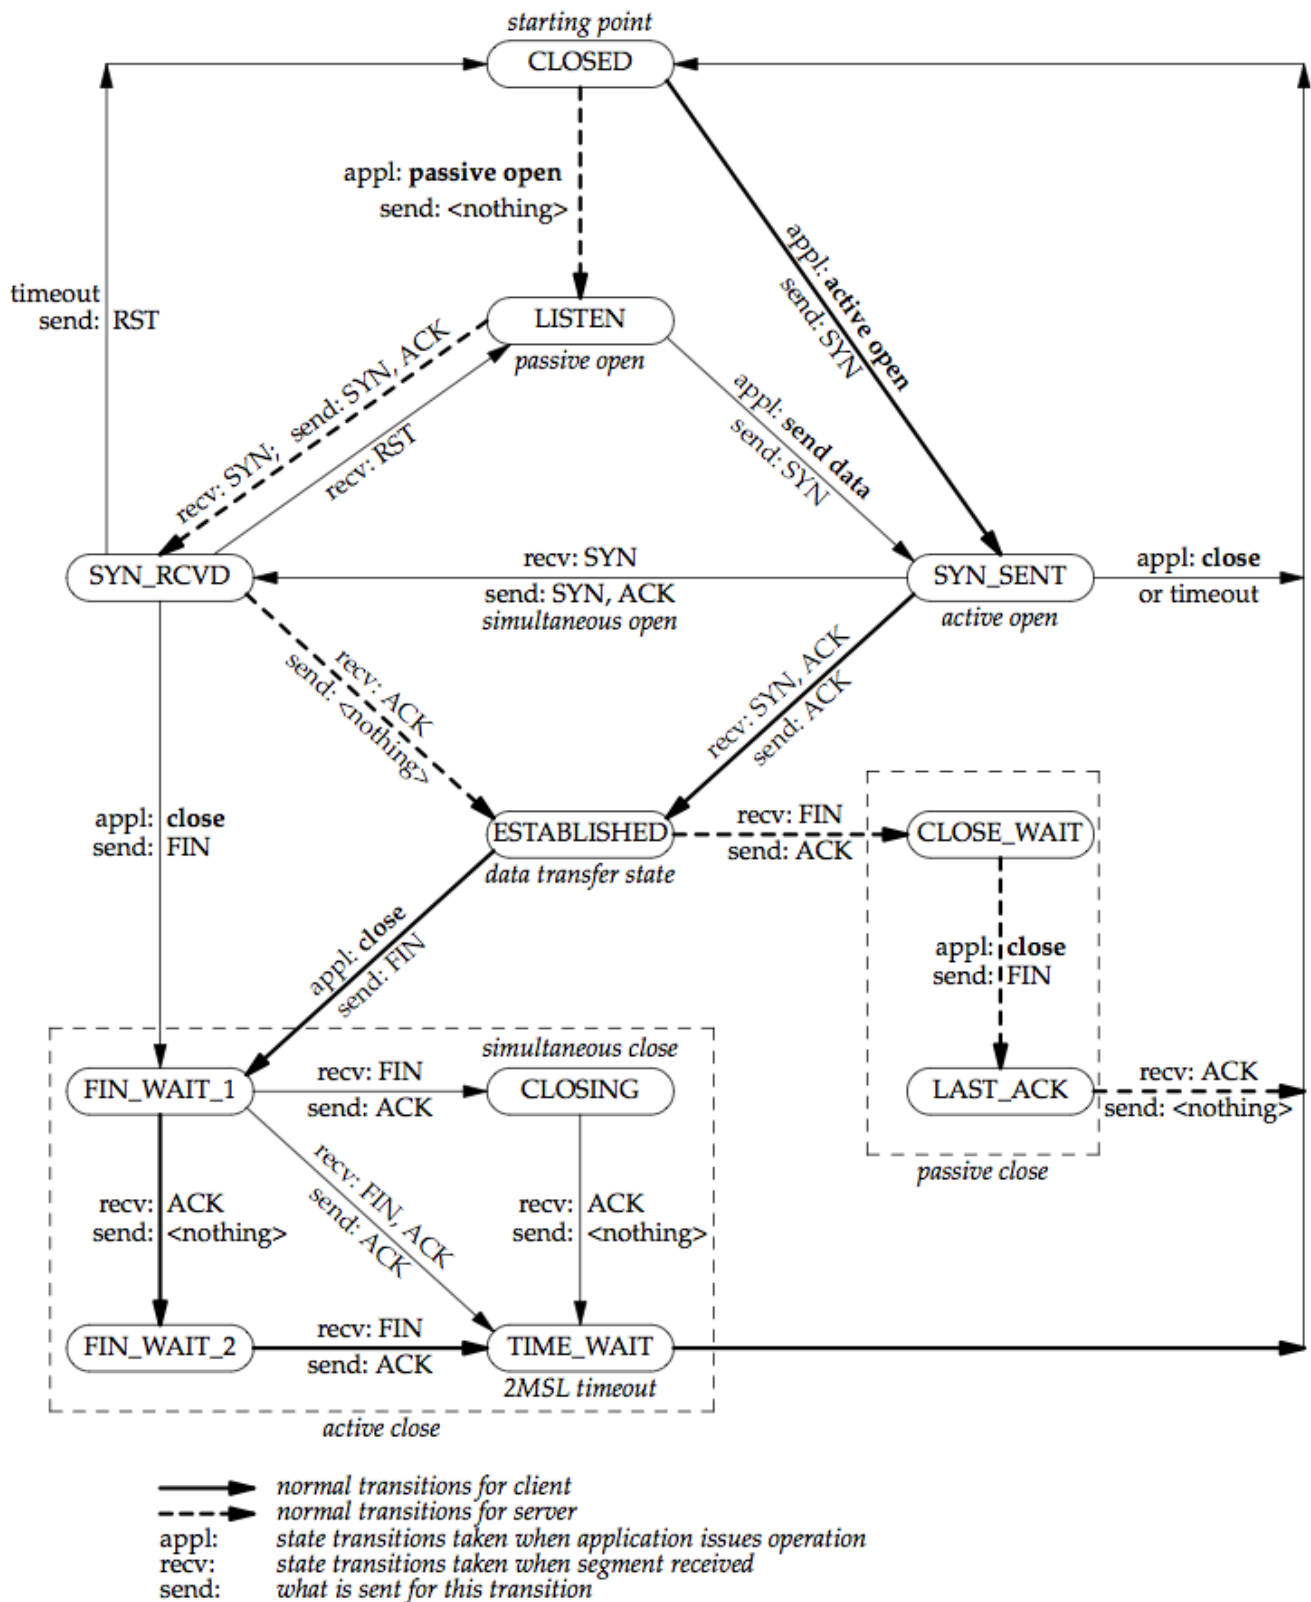 starting point
CLOSED
appl: passive open
send: <nothing>
appl: active open
send: SYN
timeout
send: RST
LISTEN
passive open
recv: SYN; send: SYN, ACK
recv: RST
appl: send data
send: SYN
SYN_RCVD
recv: SYN
send: SYN, ACK
simultaneous open
SYN_SENT
active open
appl: close
or timeout
recv: ACK
send: <nothing>
recv: SYN, ACK
send: ACK
appl: close
send: FIN
ESTABLISHED
data transfer state
recv: FIN
send: ACK
CLOSE_WAIT
appl: close
send: FIN
appl: close
send: FIN
simultaneous close
FIN_WAIT_1
recv: FIN
send: ACK
CLOSING
LAST_ACK
recv: ACK
send: <nothing>
passive close
recv: ACK
send: <nothing>
recv: FIN, ACK
send: ACK
recv: ACK
send: <nothing>
FIN_WAIT_2
recv: FIN
send: ACK
TIME_WAIT
2MSL timeout
active close
normal transitions for client
normal transitions for server
appl: state transitions taken when application issues operation
recv: state transitions taken when segment received
send: what is sent for this transition